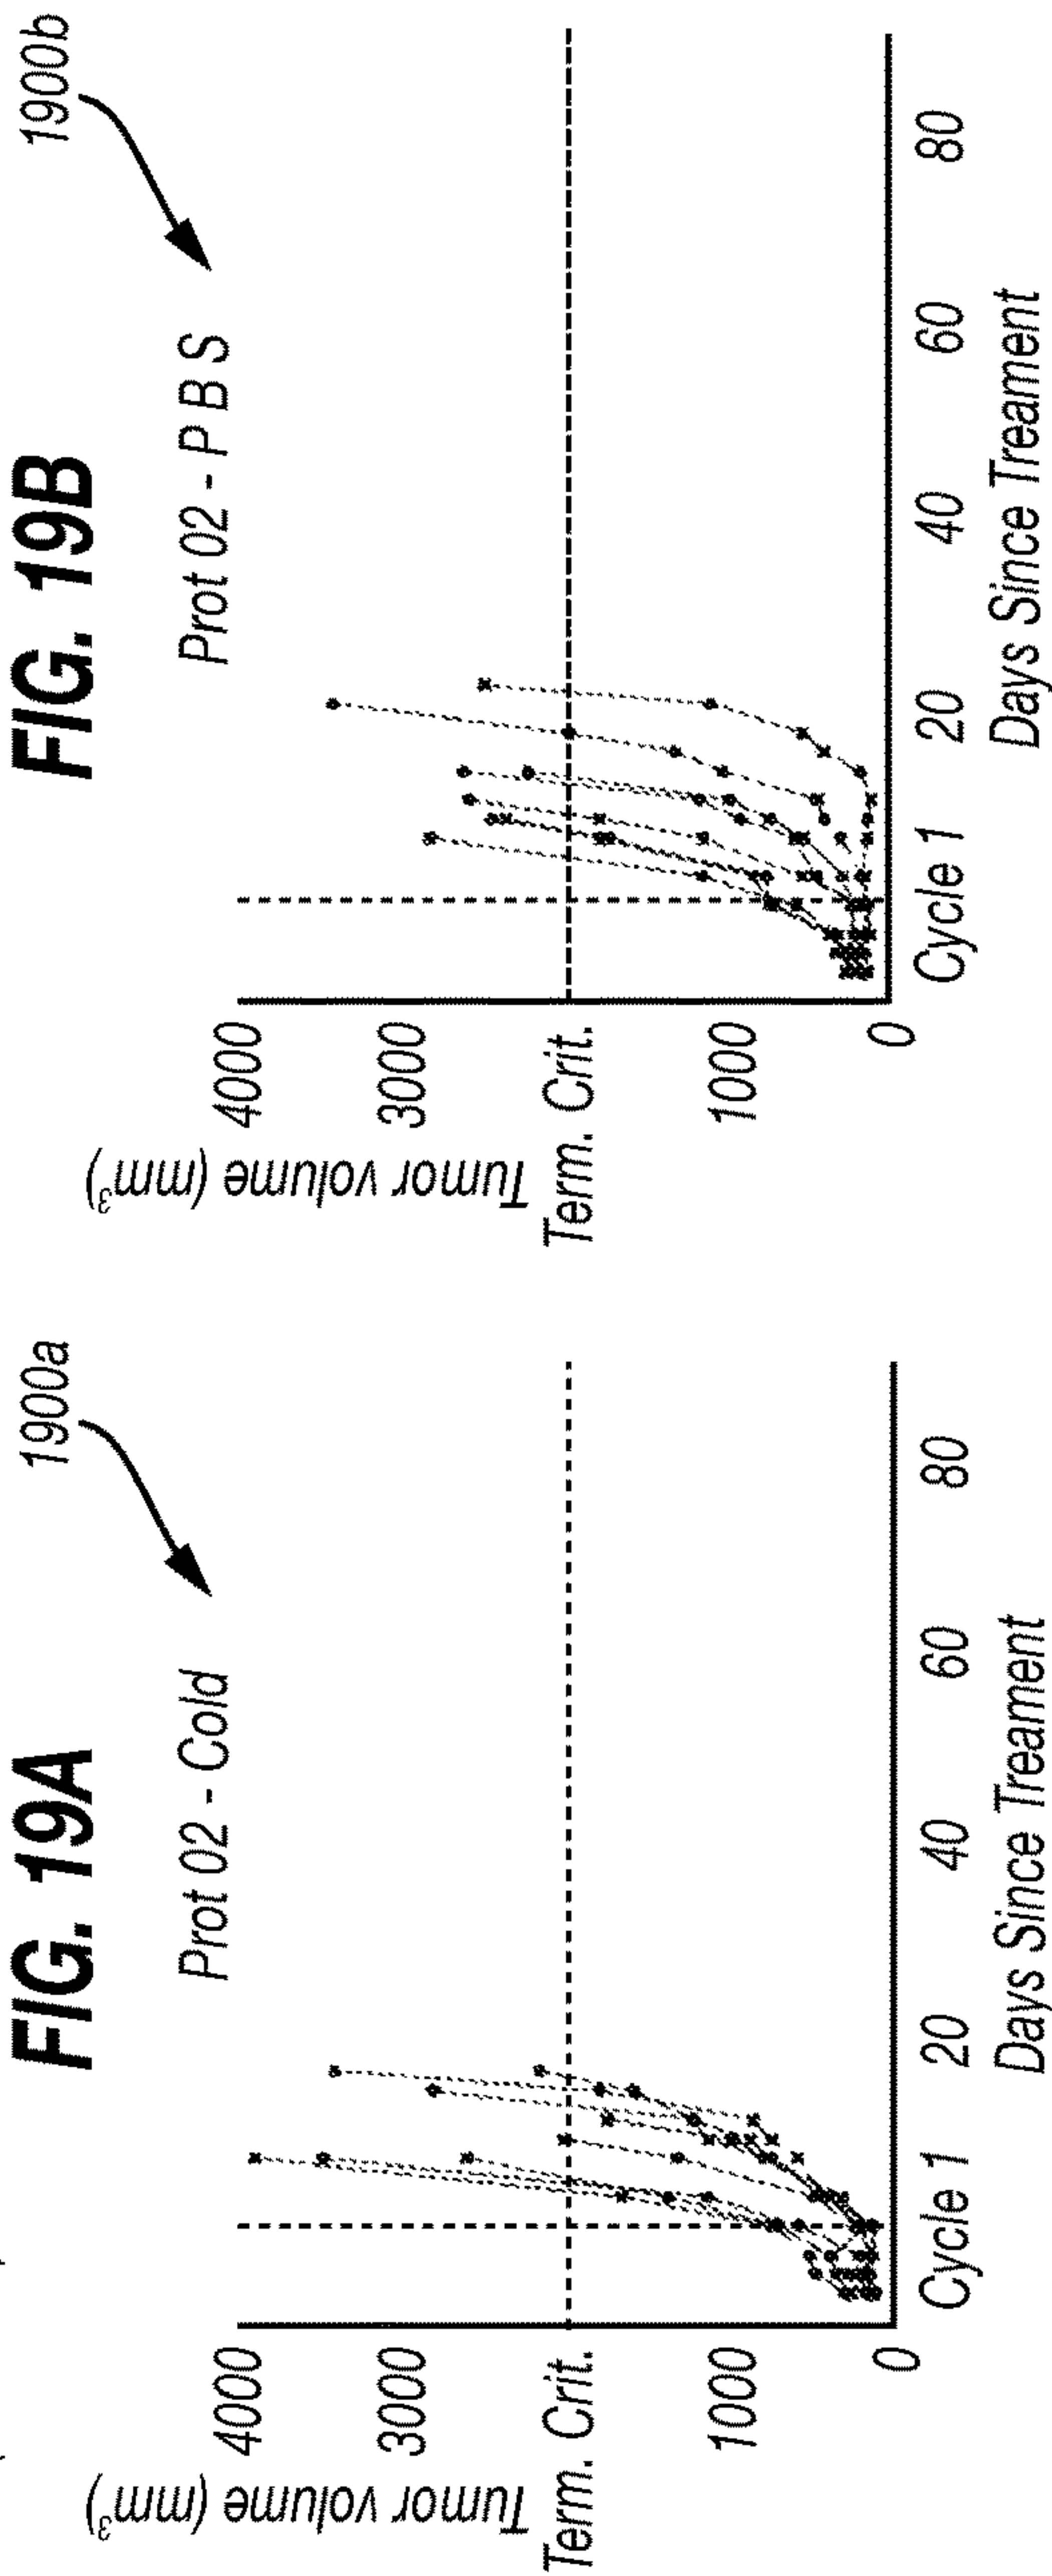 FIG. 19A
1900a
Prot 02 - Cold
Tumor volume (mm³)
4000
3000
Term. Crit.
1000
0
Cycle 1
20
40
60
80
Days Since Treament
FIG. 19B
1900b
Prot 02 - P B S
Tumor volume (mm³)
4000
3000
Term. Crit.
1000
0
Cycle 1
20
40
60
80
Days Since Treament